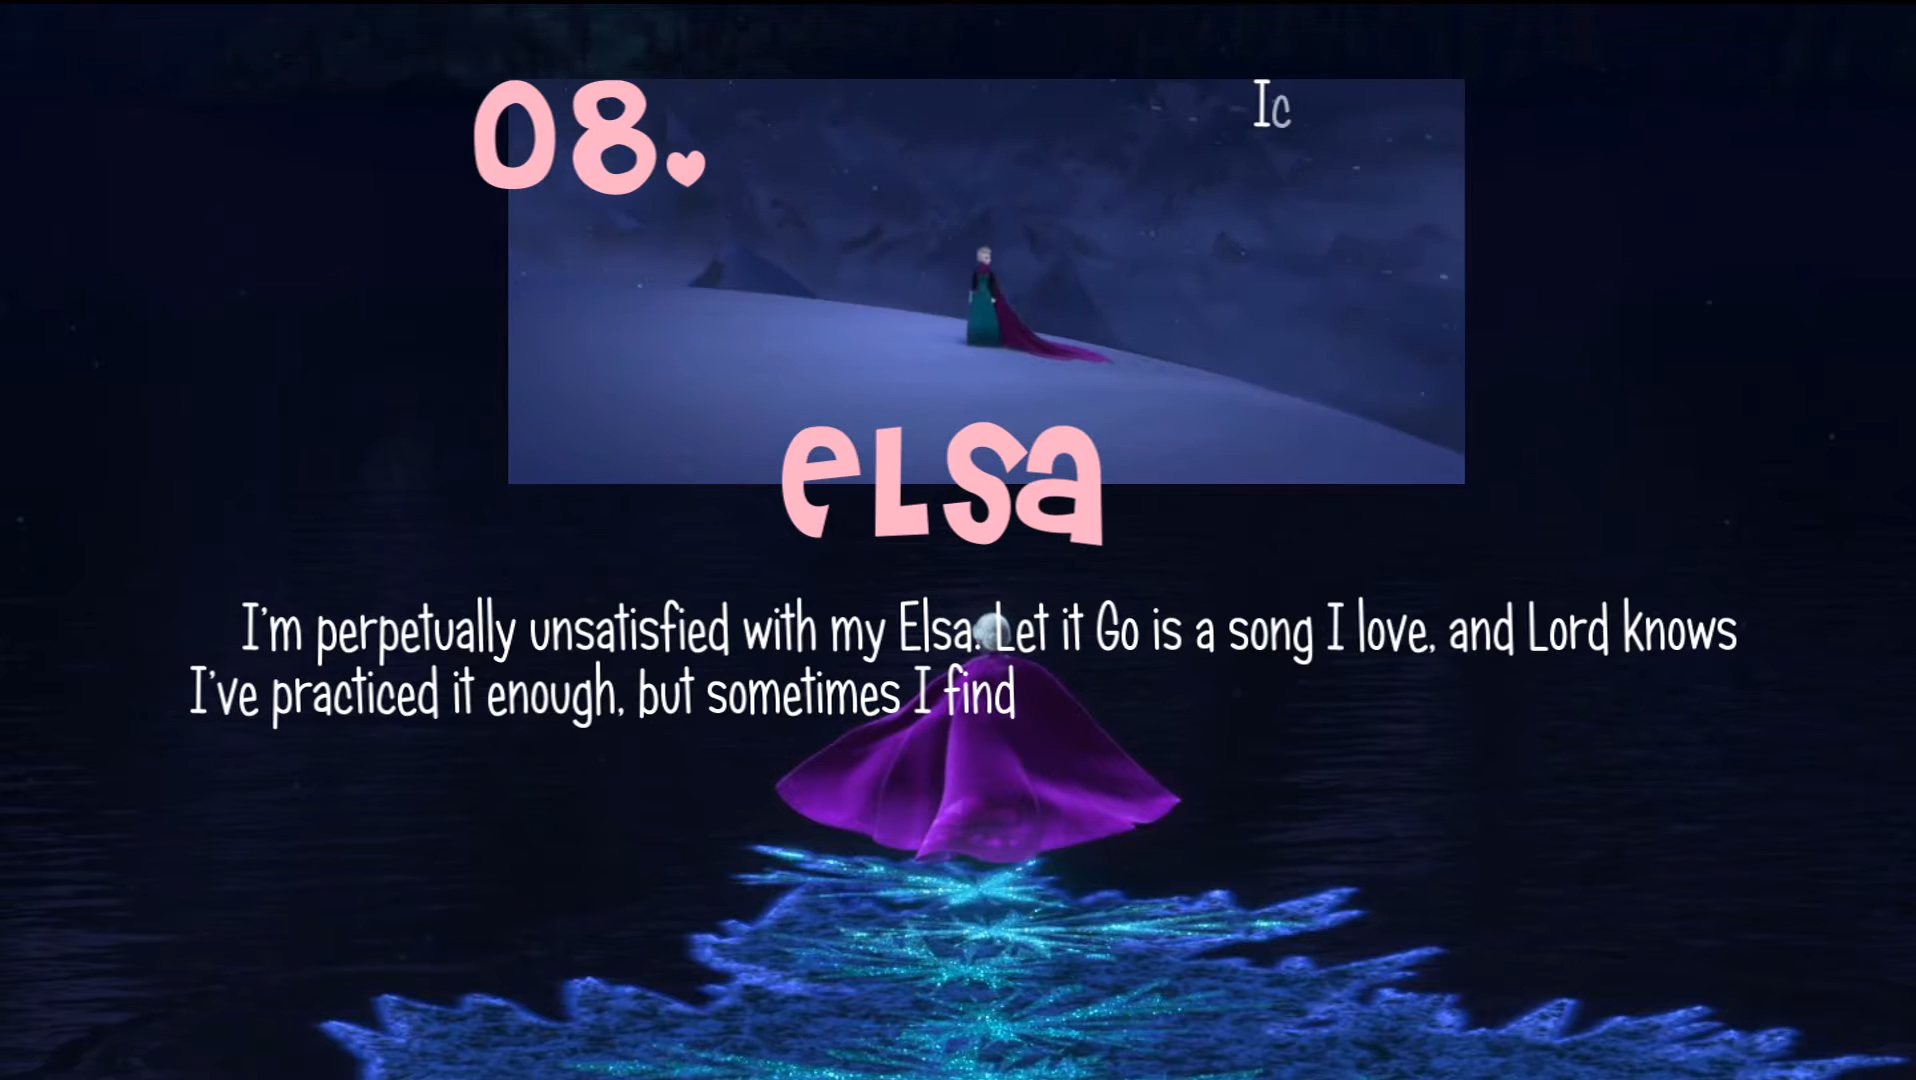 08.
Ic
eLSa
I'm perpetually unsatisfied with my Elsa. Let it Go is a song I love, and Lord knows
I've practiced it enough, but sometimes I find